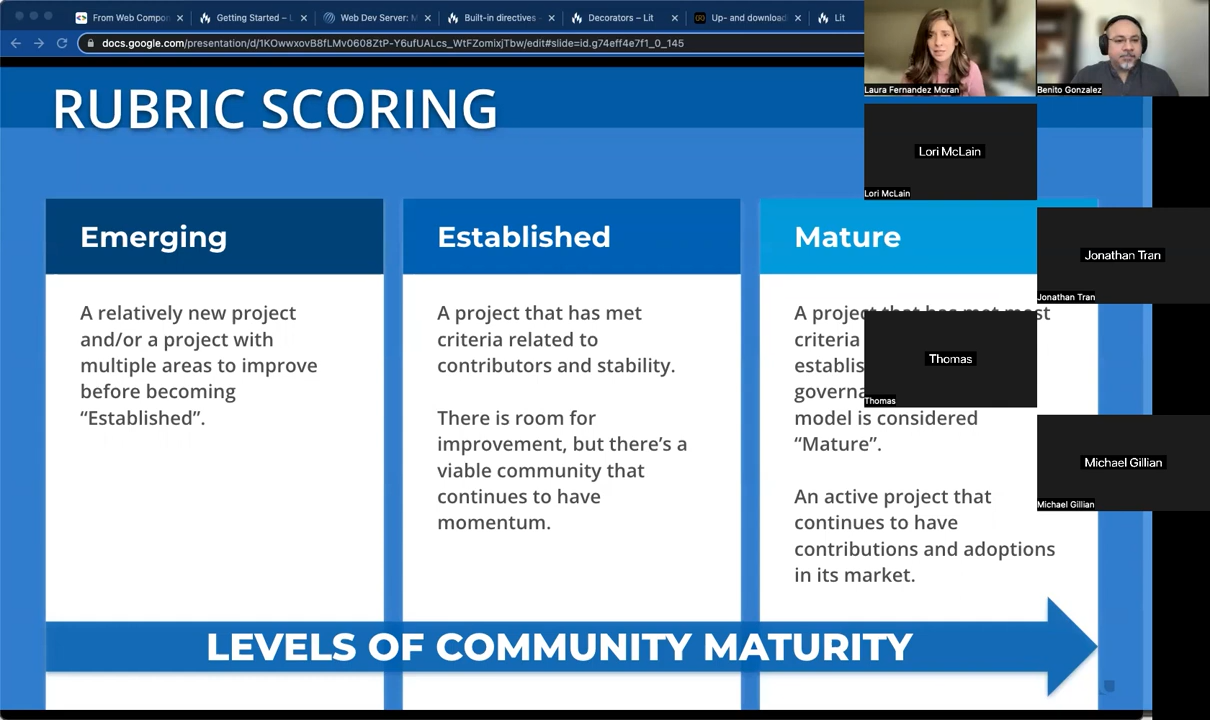 From Web Compon
Getting Started – L
Web Dev Server: M
Built-in directives -
Decorators – Lit
Up- and download
Lit
docs.google.com/presentation/d/1KOwwxovB8fLMv0608ZtP-Y6ufUALcs_WtFZomixjTbw/edit#slide=id.g74eff4e7f1_0_145
Laura Fernandez Moran
Benito Gonzalez
RUBRIC SCORING
Lori McLain
Lori McLain
Jonathan Tran
Jonathan Tran
Thomas
Thomas
Michael Gillian
Michael Gillian
Emerging
A relatively new project
and/or a project with
multiple areas to improve
before becoming
“Established”.
Established
A project that has met
criteria related to
contributors and stability.
There is room for
improvement, but there’s a
viable community that
continues to have
momentum.
Mature
A project that has met most
criteria
establis
governa
model is considered
“Mature”.
An active project that
continues to have
contributions and adoptions
in its market.
LEVELS OF COMMUNITY MATURITY